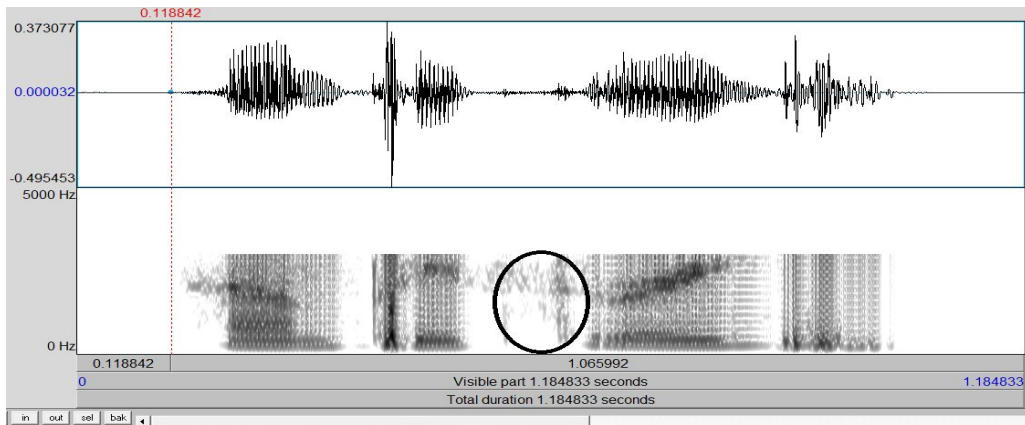 0.118842
0.373077
0.000032
-0.495453
5000 Hz
0 Hz
0.118842 1.065992
0 Visible part 1.184833 seconds 1.184833
Total duration 1.184833 seconds
in out sel bak